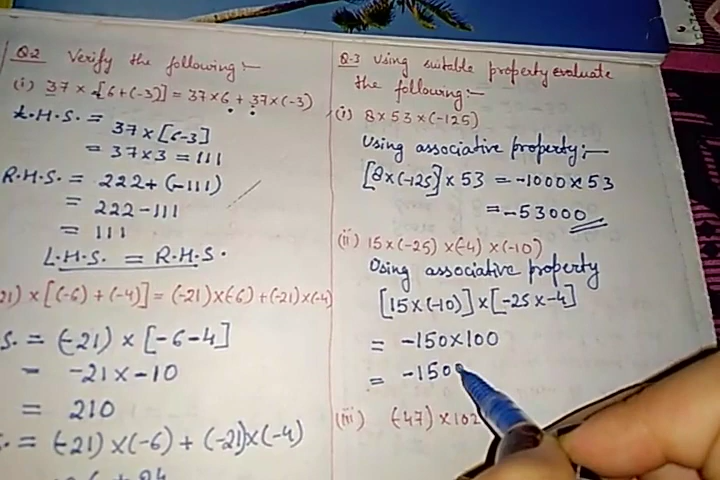 Q.2 Verify the following:-
(i) 37 × [6+(-3)] = 37×6 + 37×(-3)
L.H.S. = 37×[6-3]
= 37×3 = 111
R.H.S. = 222+(-111)
= 222-111
= 111
L.H.S. = R.H.S.
21) × [(-6) + (-4)] = (-21)×(-6) + (-21)×(-4)
S. = (-21) × [-6-4]
= -21×-10
= 210
S. = (-21)×(-6) + (-21)×(-4)
Q.3 Using suitable property evaluate
the following:-
(i) 8×53×(-125)
Using associative property:-
[8×(-125]×53 = -1000×53
= -53000
(ii) 15×(-25)×(-4)×(-10)
Using associative property
[15×(-10)]×[-25×-4]
= -150×100
= -150
(iii) (-47)×102